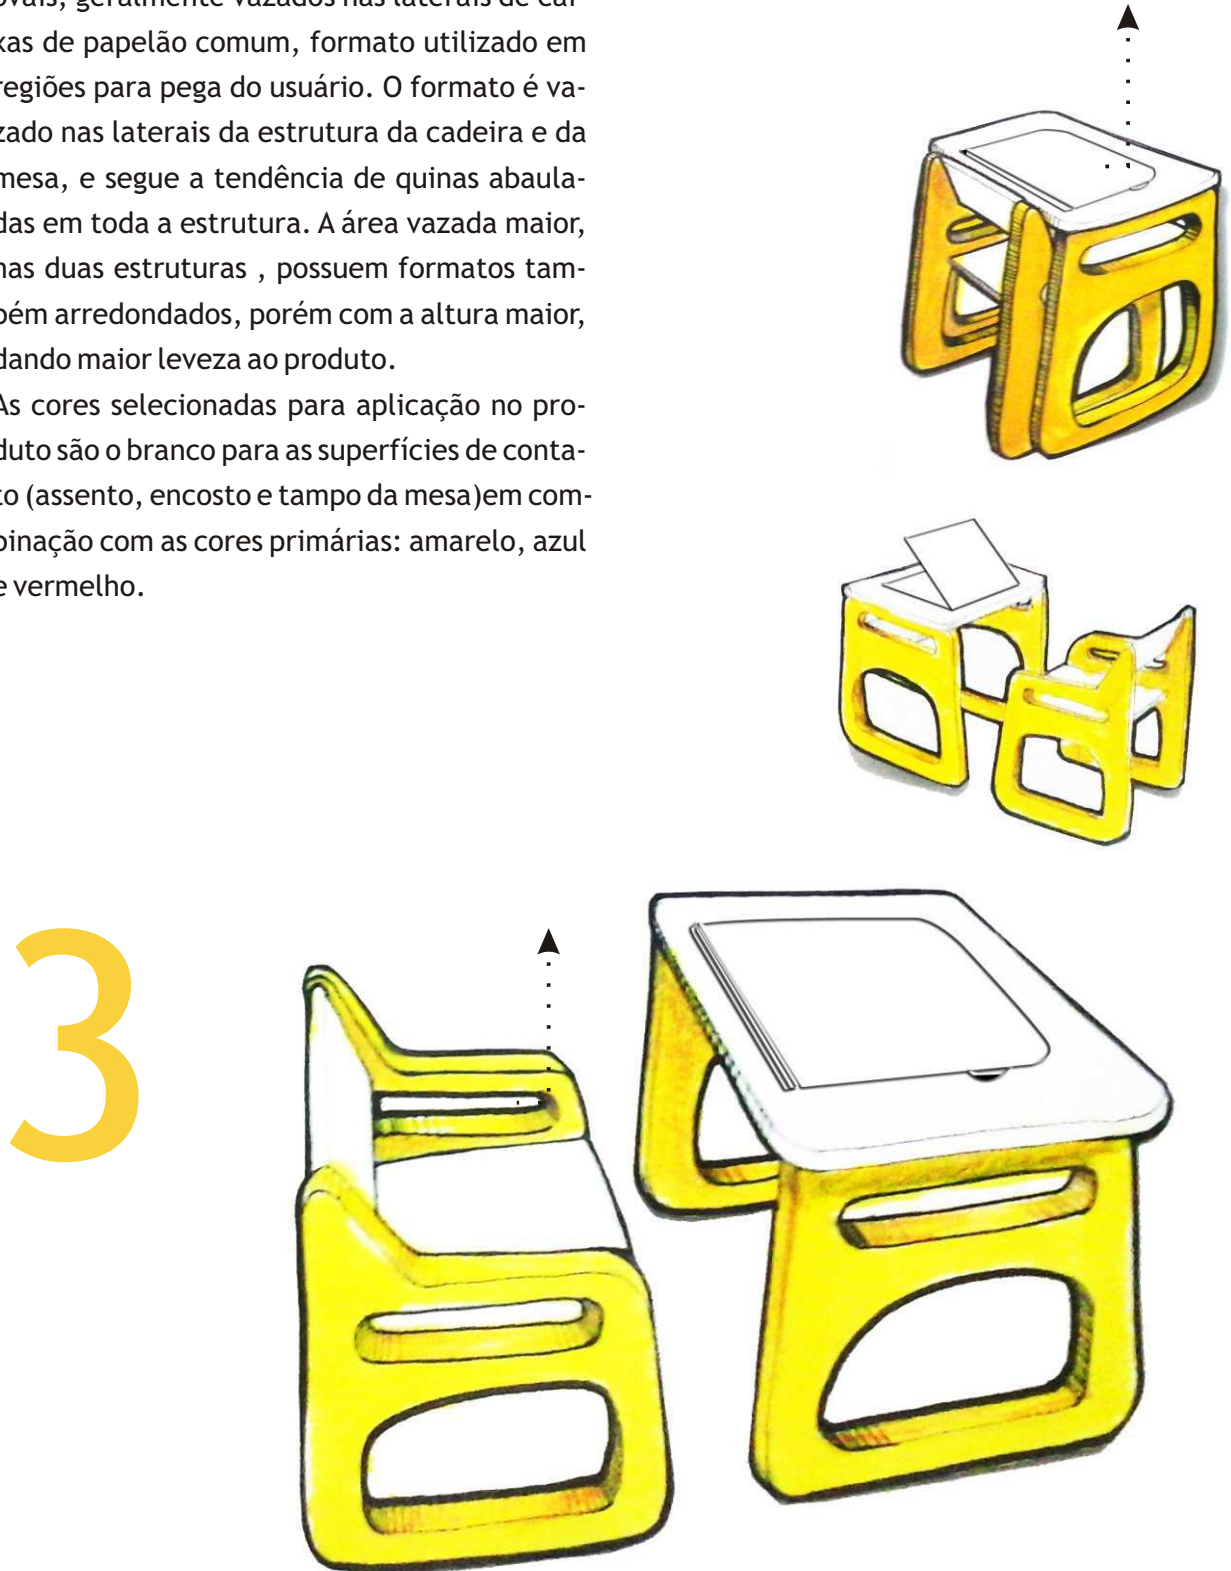 ovais, geralmente vazados nas laterais de cai-
xas de papelão comum, formato utilizado em
regiões para pega do usuário. O formato é va-
zado nas laterais da estrutura da cadeira e da
mesa, e segue a tendência de quinas abaula-
das em toda a estrutura. A área vazada maior,
nas duas estruturas , possuem formatos tam-
bém arredondados, porém com a altura maior,
dando maior leveza ao produto.
As cores selecionadas para aplicação no pro-
duto são o branco para as superfícies de conta-
to (assento, encosto e tampo da mesa)em com-
binação com as cores primárias: amarelo, azul
e vermelho.
3